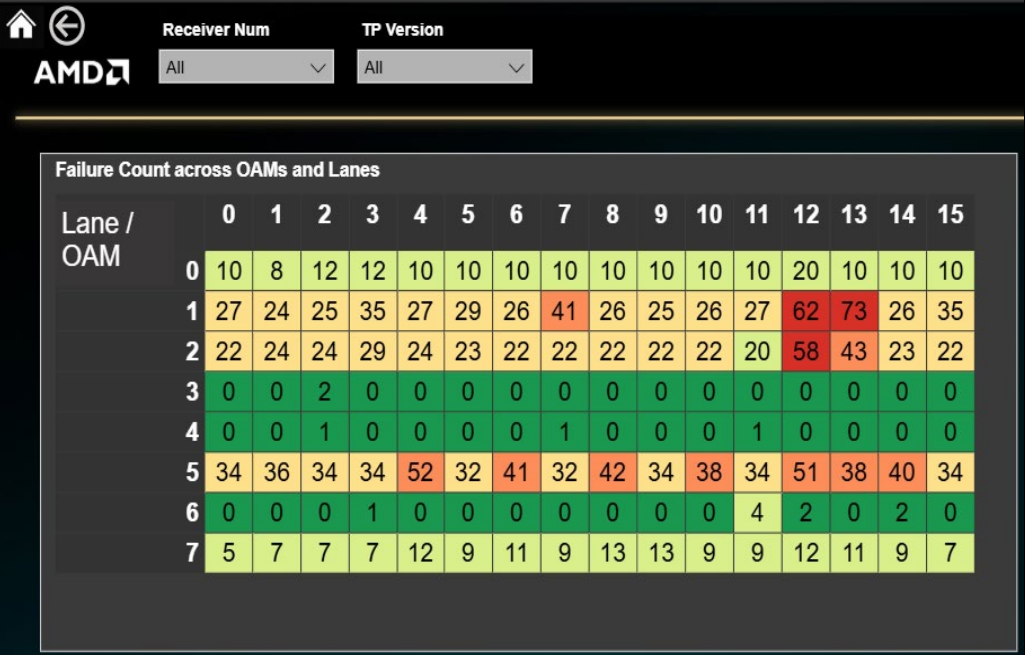 Receiver Num TP Version
AMD All All
Failure Count across OAMs and Lanes
Lane / 0 1 2 3 4 5 6 7 8 9 10 11 12 13 14 15
OAM
0 10 8 12 12 10 10 10 10 10 10 10 10 20 10 10 10
1 27 24 25 35 27 29 26 41 26 25 26 27 62 73 26 35
2 22 24 24 29 24 23 22 22 22 22 22 20 58 43 23 22
3 0 0 2 0 0 0 0 0 0 0 0 0 0 0 0 0
4 0 0 1 0 0 0 0 1 0 0 0 1 0 0 0 0
5 34 36 34 34 52 32 41 32 42 34 38 34 51 38 40 34
6 0 0 0 1 0 0 0 0 0 0 0 4 2 0 2 0
7 5 7 7 7 12 9 11 9 13 13 9 9 12 11 9 7